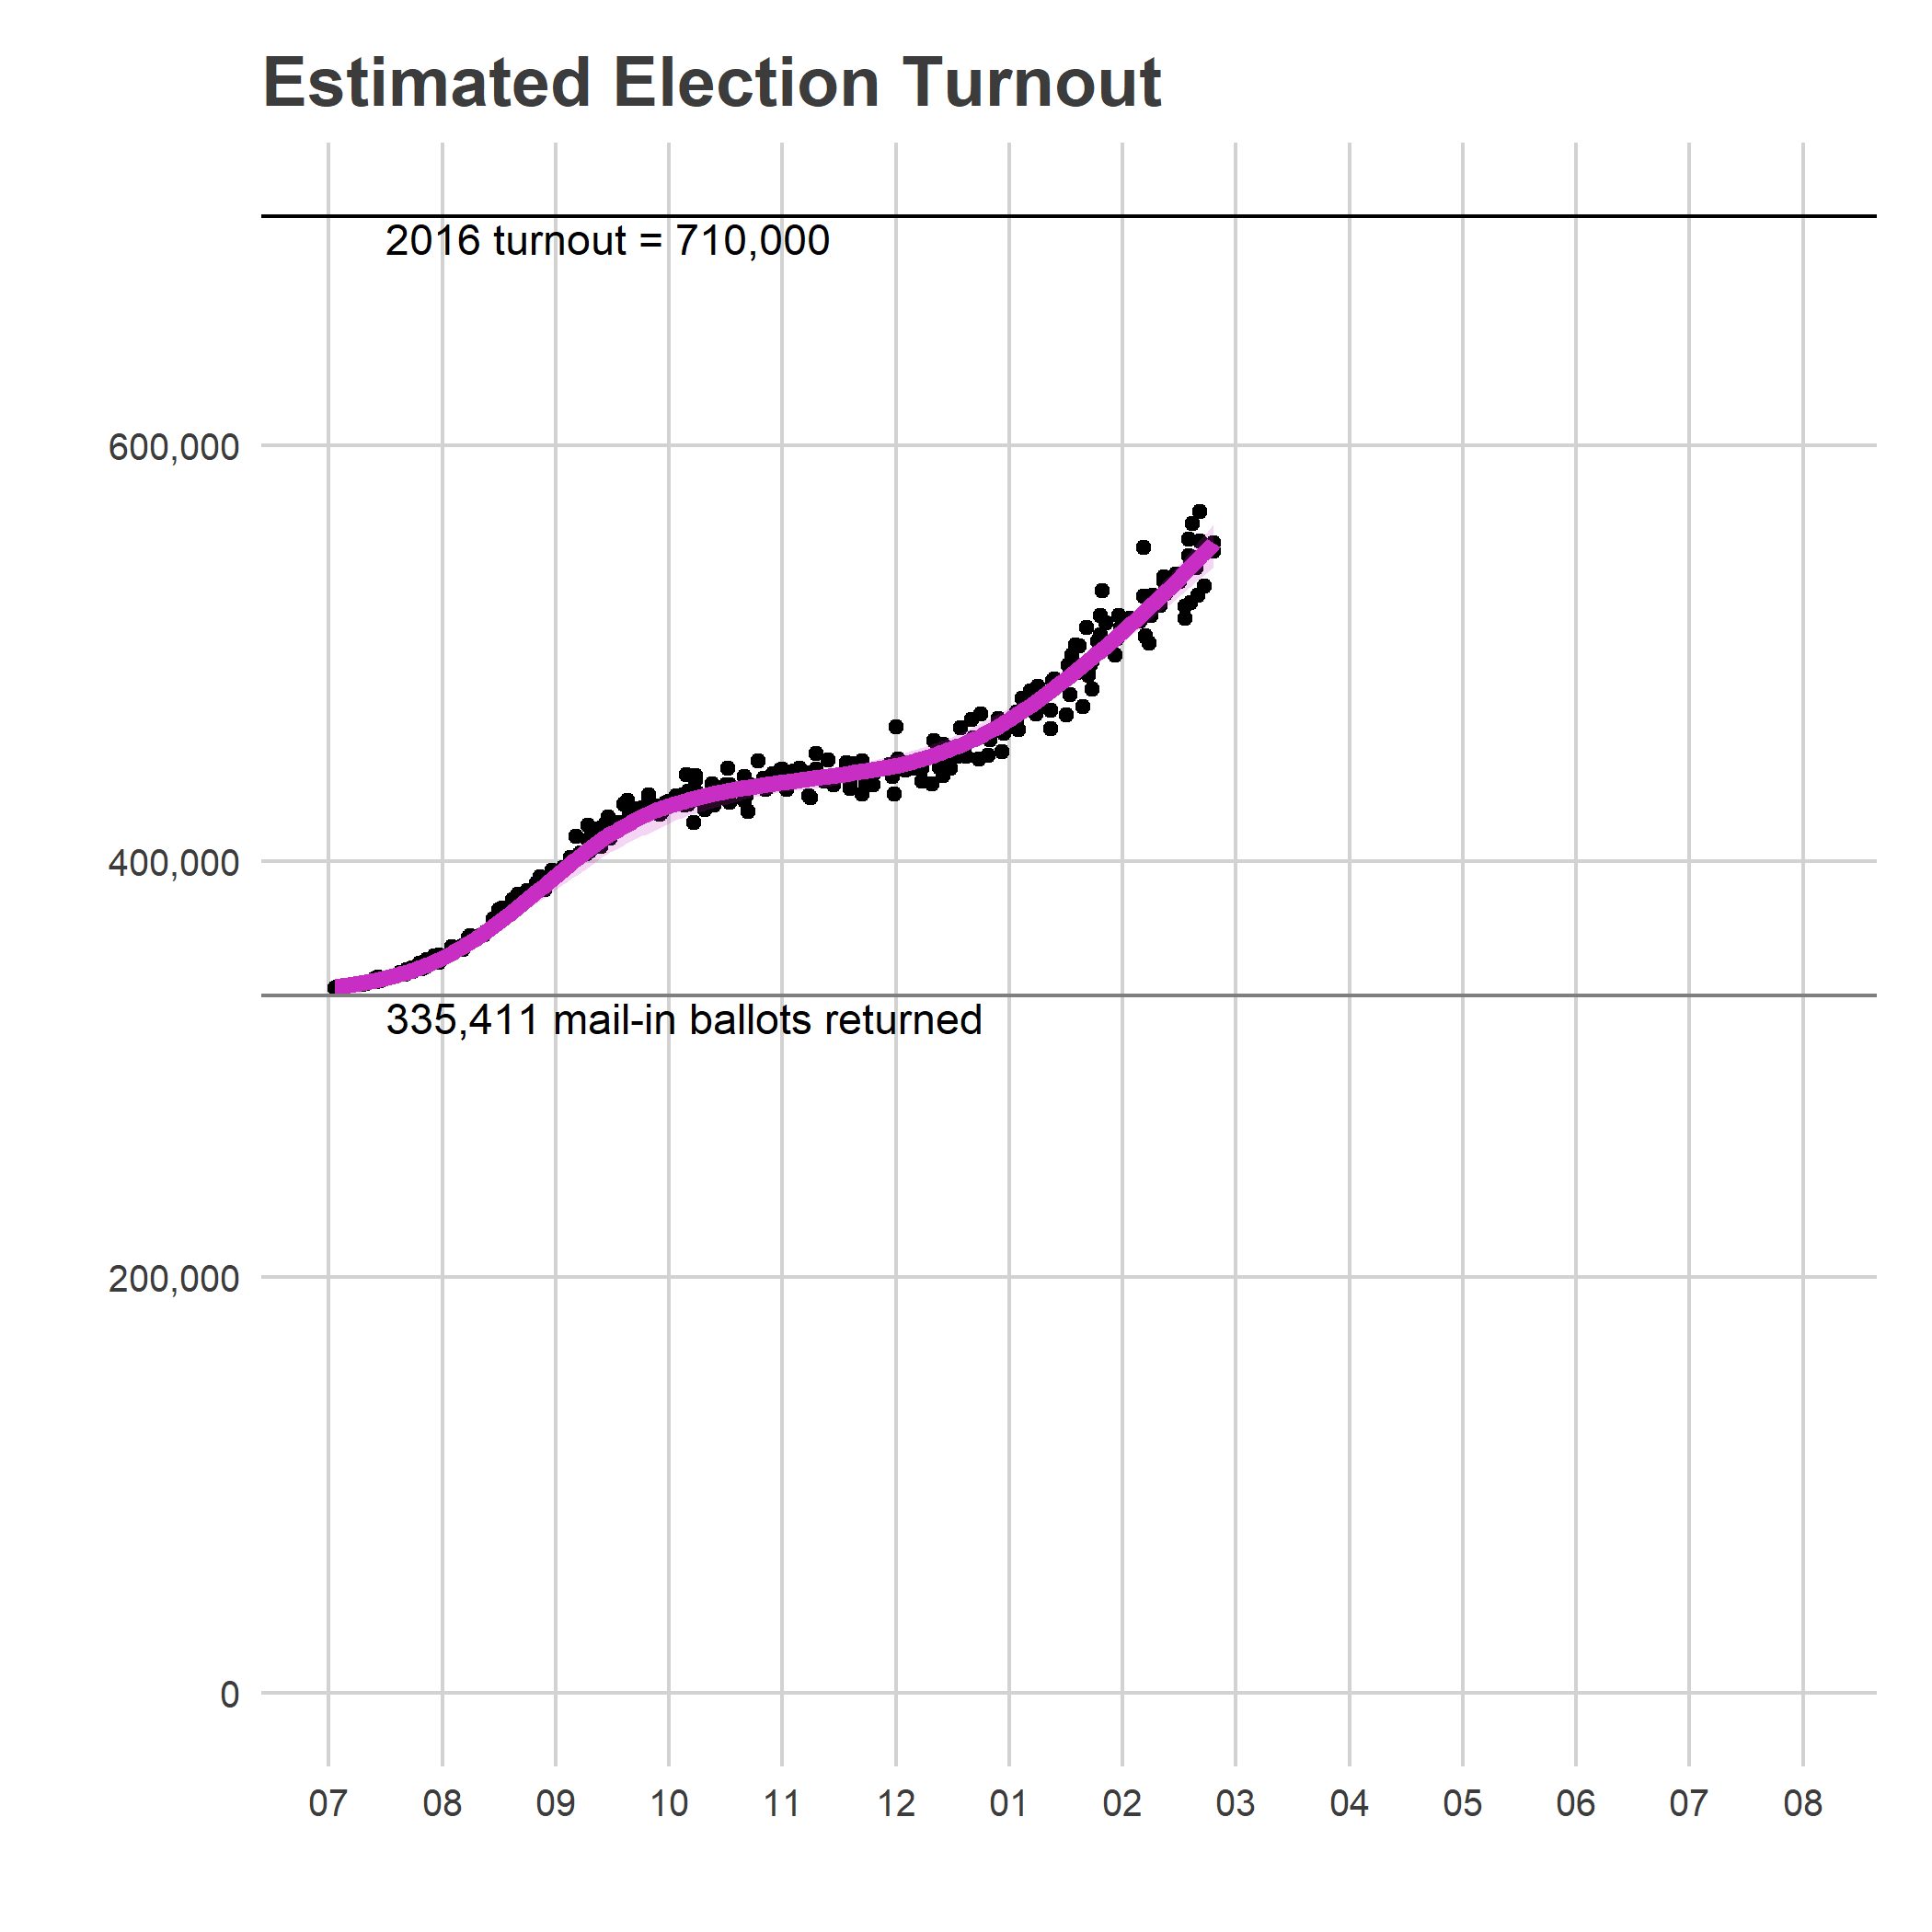 Estimated Election Turnout
2016 turnout = 710,000
600,000
400,000
335,411 mail-in ballots returned
200,000
0
07 08 09 10 11 12 01 02 03 04 05 06 07 08